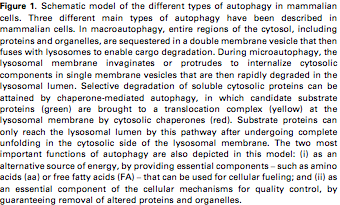 Figure 1. Schematic model of the different types of autophagy in mammalian
cells. Three different main types of autophagy have been described in
mammalian cells. In macroautophagy, entire regions of the cytosol, including
proteins and organelles, are sequestered in a double membrane vesicle that then
fuses with lysosomes to enable cargo degradation. During microautophagy, the
lysosomal membrane invaginates or protrudes to internalize cytosolic
components in single membrane vesicles that are then rapidly degraded in the
lysosomal lumen. Selective degradation of soluble cytosolic proteins can be
attained by chaperone-mediated autophagy, in which candidate substrate
proteins (green) are brought to a translocation complex (yellow) at the
lysosomal membrane by cytosolic chaperones (red). Substrate proteins can
only reach the lysosomal lumen by this pathway after undergoing complete
unfolding in the cytosolic side of the lysosomal membrane. The two most
important functions of autophagy are also depicted in this model: (i) as an
alternative source of energy, by providing essential components – such as amino
acids (aa) or free fatty acids (FA) – that can be used for cellular fueling; and (ii) as
an essential component of the cellular mechanisms for quality control, by
guaranteeing removal of altered proteins and organelles.